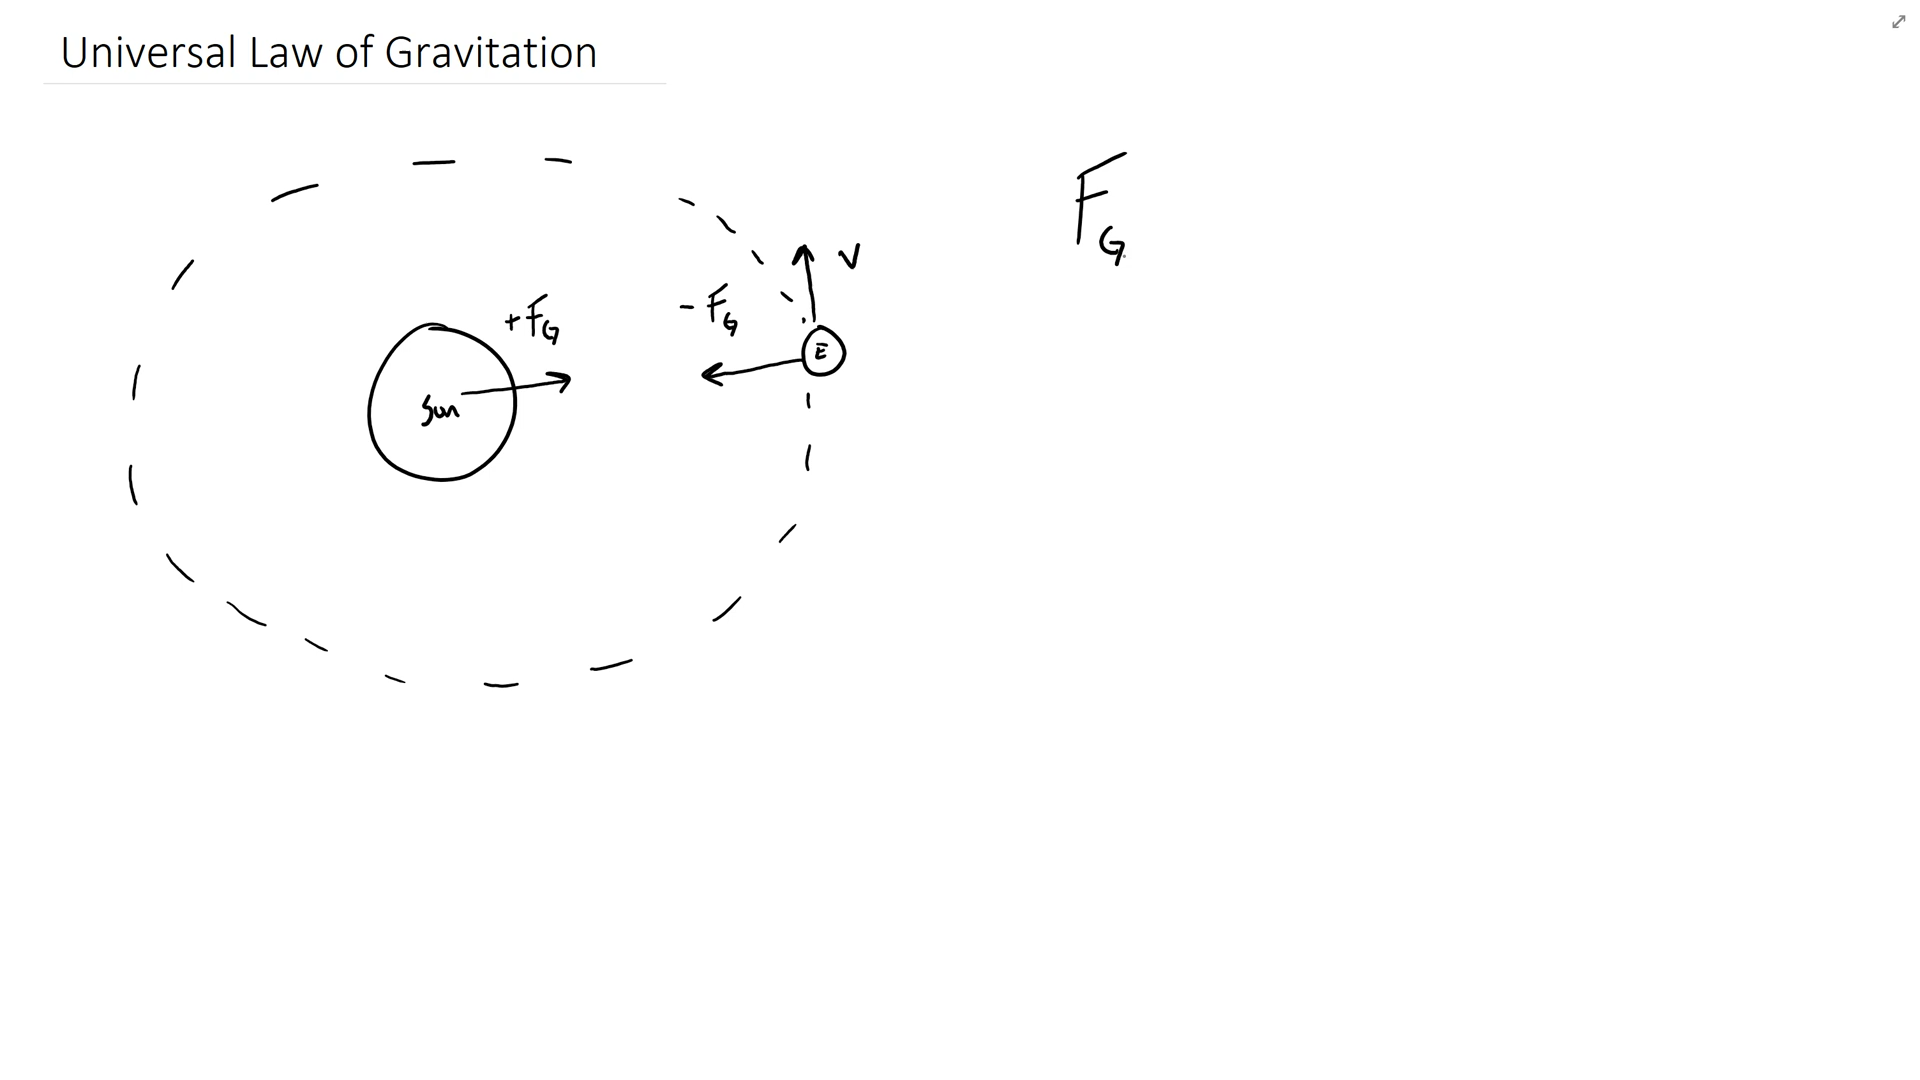 Universal Law of Gravitation
F_G
V
-F_G
+F_G
E
Sun